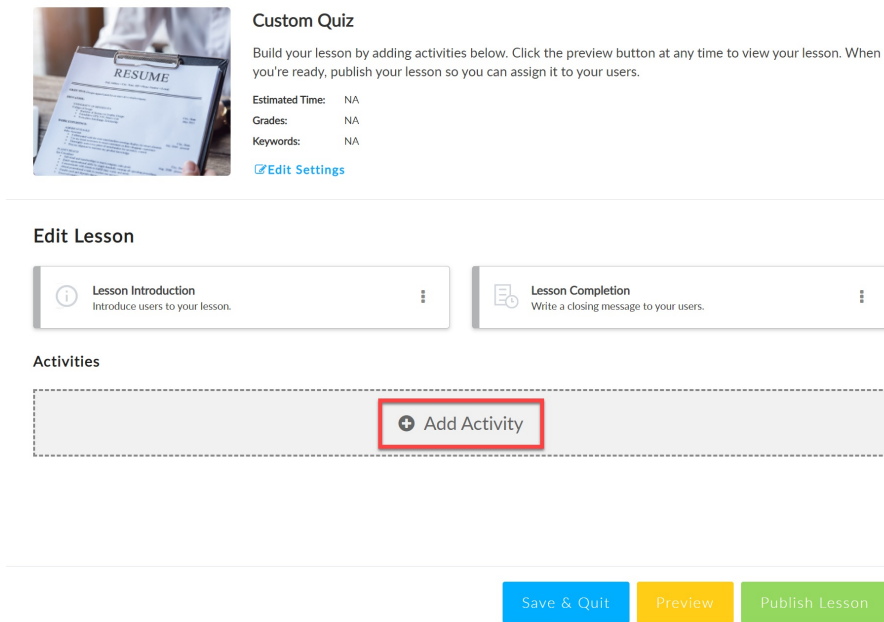 RESUME
Custom Quiz
Build your lesson by adding activities below. Click the preview button at any time to view your lesson. When
you're ready, publish your lesson so you can assign it to your users.
Estimated Time: NA
Grades: NA
Keywords: NA
Edit Settings
Edit Lesson
Lesson Introduction
Introduce users to your lesson.
Lesson Completion
Write a closing message to your users.
Activities
Add Activity
Save & Quit
Preview
Publish Lesson